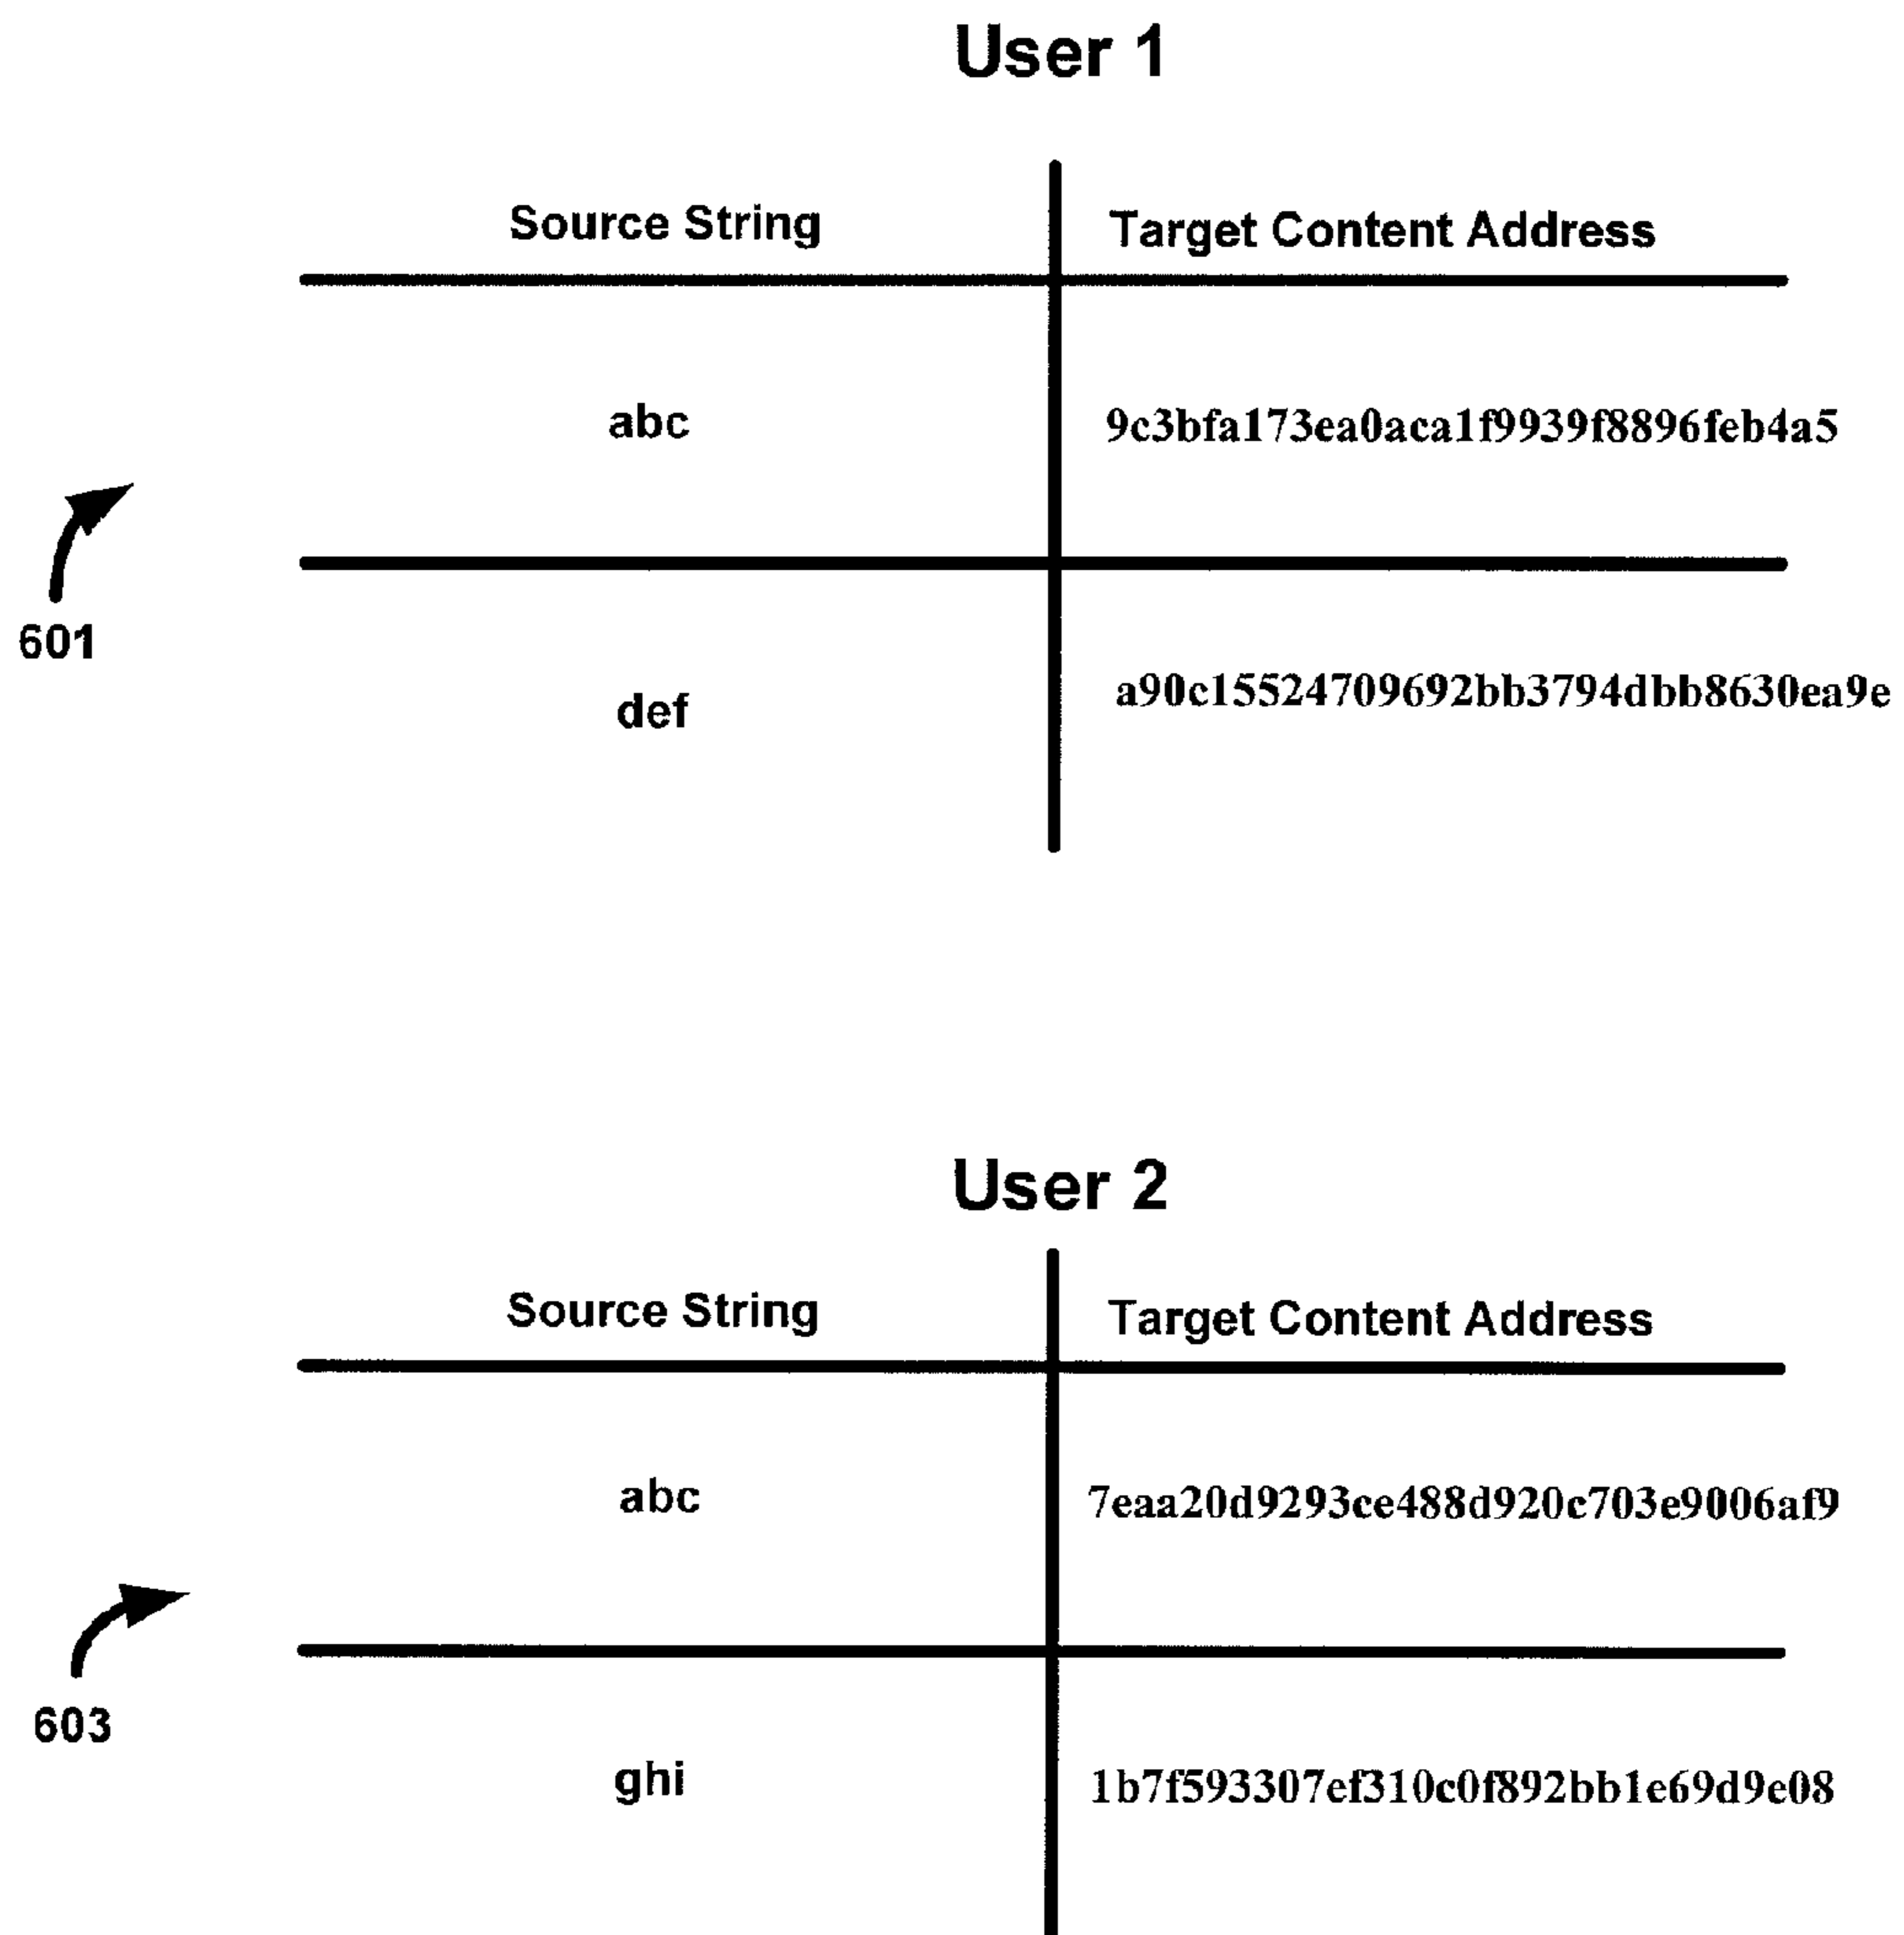 User 1
Source String Target Content Address
abc 9c3bfa173ea0aca1f9939f8896feb4a5
601
def a90c15524709692bb3794dbb8630ea9e
User 2
Source String Target Content Address
abc 7eaa20d9293ce488d920c703e9006af9
603
ghi 1b7f593307ef310c0f892bb1e69d9e08